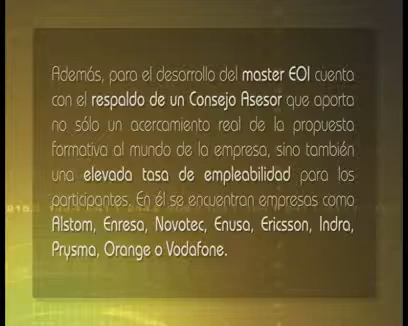 Además, para el desarrollo del master EOI cuenta
con el respaldo de un Consejo Asesor que aporta
no sólo un acercamiento real de la propuesta
formativa al mundo de la empresa, sino también
una elevada tasa de empleabilidad para los
participantes. En él se encuentran empresas como
Alstom, Enresa, Novotec, Enusa, Ericsson, Indra,
Prysma, Orange o Vodafone.